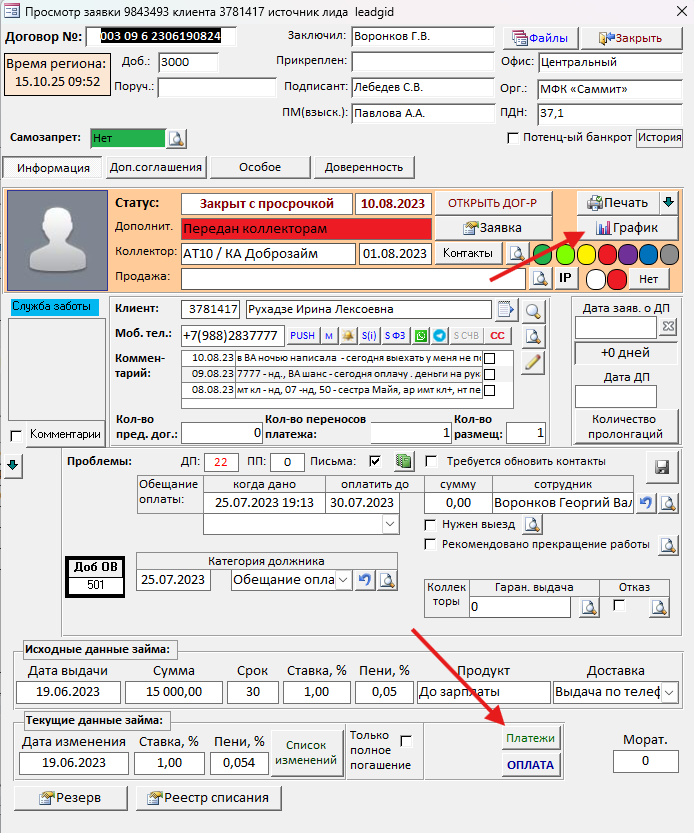 Просмотр заявки 9843493 клиента 3781417 источник лида leadgid
Договор №: 003 09 6 2306190824 Заключил: Воронков Г.В. Файлы Закрыть
Время региона: 15.10.25 09:52 Доб.: 3000 Прикреплен: Офис: Центральный
Поруч.: Подписант: Лебедев С.В. Орг.: МФК «Саммит»
ПМ(взыск.): Павлова А.А. ПДН: 37,1
Самозапрет: Нет Потенц-ый банкрот История
Информация Доп.соглашения Особое Доверенность
Статус: Закрыт с просрочкой 10.08.2023 ОТКРЫТЬ ДОГ-Р Печать
Дополнит. Передан коллекторам Заявка График
Коллектор: АТ10 / КА Доброзайм 01.08.2023 Контакты
Продажа: IP Нет
Служба заботы Клиент: 3781417 Рухадзе Ирина Лексоевна Дата заяв. о ДП
Моб. тел.: +7(988)2837777 PUSH м S(i) S ФЗ S СЧВ СС
+0 дней
Коммен-
тарий:
10.08.23 в ВА ночью написала - сегодня выехать у меня не п
09.08.23 7777 - нд., ВА шанс - сегодня оплачу . деньги на рук
08.08.23 мт кл - нд, 07 -нд, 50 - сестра Майя, ар имт кл+, нт пе
Дата ДП
Комментарии Кол-во пред. дог.: 0 Кол-во переносов платежа: 1 Кол-во размещ: 1 Количество пролонгаций
Проблемы: ДП: 22 ПП: 0 Письма: Требуется обновить контакты
Обещание оплаты: когда дано оплатить до сумму сотрудник
25.07.2023 19:13 30.07.2023 0,00 Воронков Георгий Вал
Нужен выезд
Рекомендовано прекращение работы
Доб ОВ
501
Категория должника
25.07.2023 Обещание опла
Коллекторы Гаран. выдача Отказ
0
Исходные данные займа:
Дата выдачи Сумма Срок Ставка, % Пени, % Продукт Доставка
19.06.2023 15 000,00 30 1,00 0,05 До зарплаты Выдача по телеф
Текущие данные займа:
Дата изменения Ставка, % Пени, % Список изменений Только полное погашение Платежи Морат.
19.06.2023 1,00 0,054 ОПЛАТА 0
Резерв Реестр списания